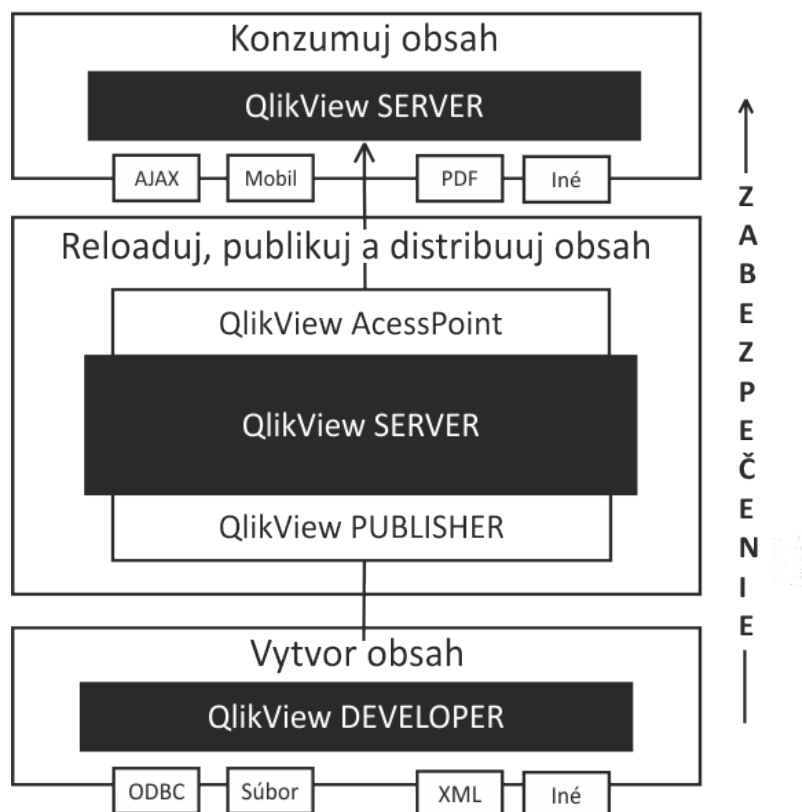 Konzumuj obsah
QlikView SERVER
AJAX Mobil PDF Iné
Reloaduj, publikuj a distribuuj obsah
QlikView AcessPoint
QlikView SERVER
QlikView PUBLISHER
Vytvor obsah
QlikView DEVELOPER
ODBC Súbor XML Iné
ZABEZPEČENIE